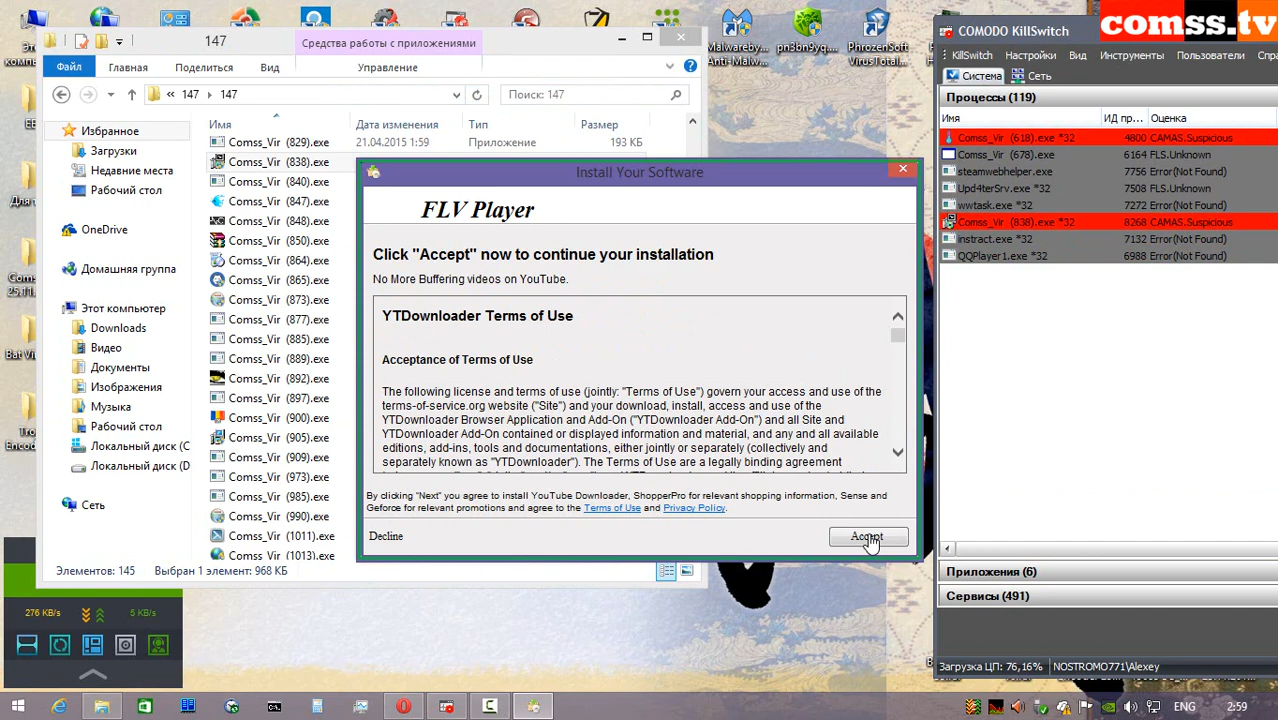 147
Средства работы с приложениями
Файл
Главная
Поделиться
Вид
Управление
147
147
Поиск: 147
Имя
Дата изменения
Тип
Размер
Избранное
Загрузки
Недавние места
Рабочий стол
OneDrive
Домашняя группа
Этот компьютер
Downloads
Видео
Документы
Изображения
Музыка
Рабочий стол
Локальный диск (C
Локальный диск (D
Сеть
Comss_Vir (829).exe
21.04.2015 1:59
Приложение
193 КБ
Comss_Vir (838).exe
Comss_Vir (840).exe
Comss_Vir (847).exe
Comss_Vir (848).exe
Comss_Vir (850).exe
Comss_Vir (864).exe
Comss_Vir (865).exe
Comss_Vir (873).exe
Comss_Vir (877).exe
Comss_Vir (885).exe
Comss_Vir (889).exe
Comss_Vir (892).exe
Comss_Vir (897).exe
Comss_Vir (900).exe
Comss_Vir (905).exe
Comss_Vir (909).exe
Comss_Vir (973).exe
Comss_Vir (985).exe
Comss_Vir (990).exe
Comss_Vir (1011).exe
Comss_Vir (1013).exe
Элементов: 145
Выбран 1 элемент: 968 КБ
Install Your Software
FLV Player
Click "Accept" now to continue your installation
No More Buffering videos on YouTube.
YTDownloader Terms of Use
Acceptance of Terms of Use
The following license and terms of use (jointly: "Terms of Use") govern your access and use of the
terms-of-service.org website ("Site") and your download, install, access and use of the
YTDownloader Browser Application and Add-On ("YTDownloader Add-On") and all Site and
YTDownloader Add-On contained or displayed information and material, and any and all available
editions, add-ins, tools and documentations, either jointly or separately (collectively and
separately known as "YTDownloader"). The Terms of Use are a legally binding agreement
By clicking "Next" you agree to install YouTube Downloader, ShopperPro for relevant shopping information, Sense and
Geforce for relevant promotions and agree to the Terms of Use and Privacy Policy.
Decline
Accept
Malwareby...
Anti-Malw...
pn3bn9yq....
PhrozenSoft
VirusTotal...
comss.tv
COMODO KillSwitch
KillSwitch
Настройки
Вид
Инструменты
Пользователи
Спра
Система
Сеть
Процессы (119)
Имя
ИД пр...
Оценка
Comss_Vir (618).exe *32
4800
CAMAS.Suspicious
Comss_Vir (678).exe
6164
FLS.Unknown
steamwebhelper.exe
7756
Error(Not Found)
Upd4terSrv.exe *32
7508
FLS.Unknown
wwtask.exe *32
7272
Error(Not Found)
Comss_Vir (838).exe *32
8268
CAMAS.Suspicious
instract.exe *32
7132
Error(Not Found)
QQPlayer1.exe *32
6988
Error(Not Found)
Приложения (6)
Сервисы (491)
Загрузка ЦП: 76,16%
NOSTROMO771\Alexey
276 KB/s
5 KB/s
ENG
2:59